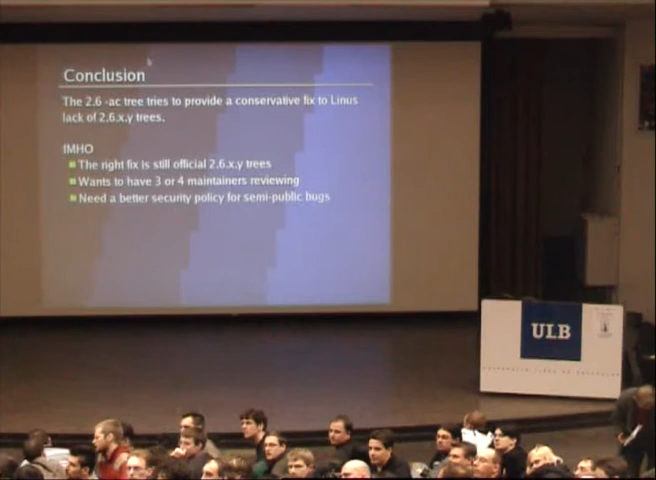 Conclusion
The 2.6 -ac tree tries to provide a conservative fix to Linus
lack of 2.6.x.y trees.
IMHO
The right fix is still official 2.6.x.y trees
Wants to have 3 or 4 maintainers reviewing
Need a better security policy for semi-public bugs
ULB